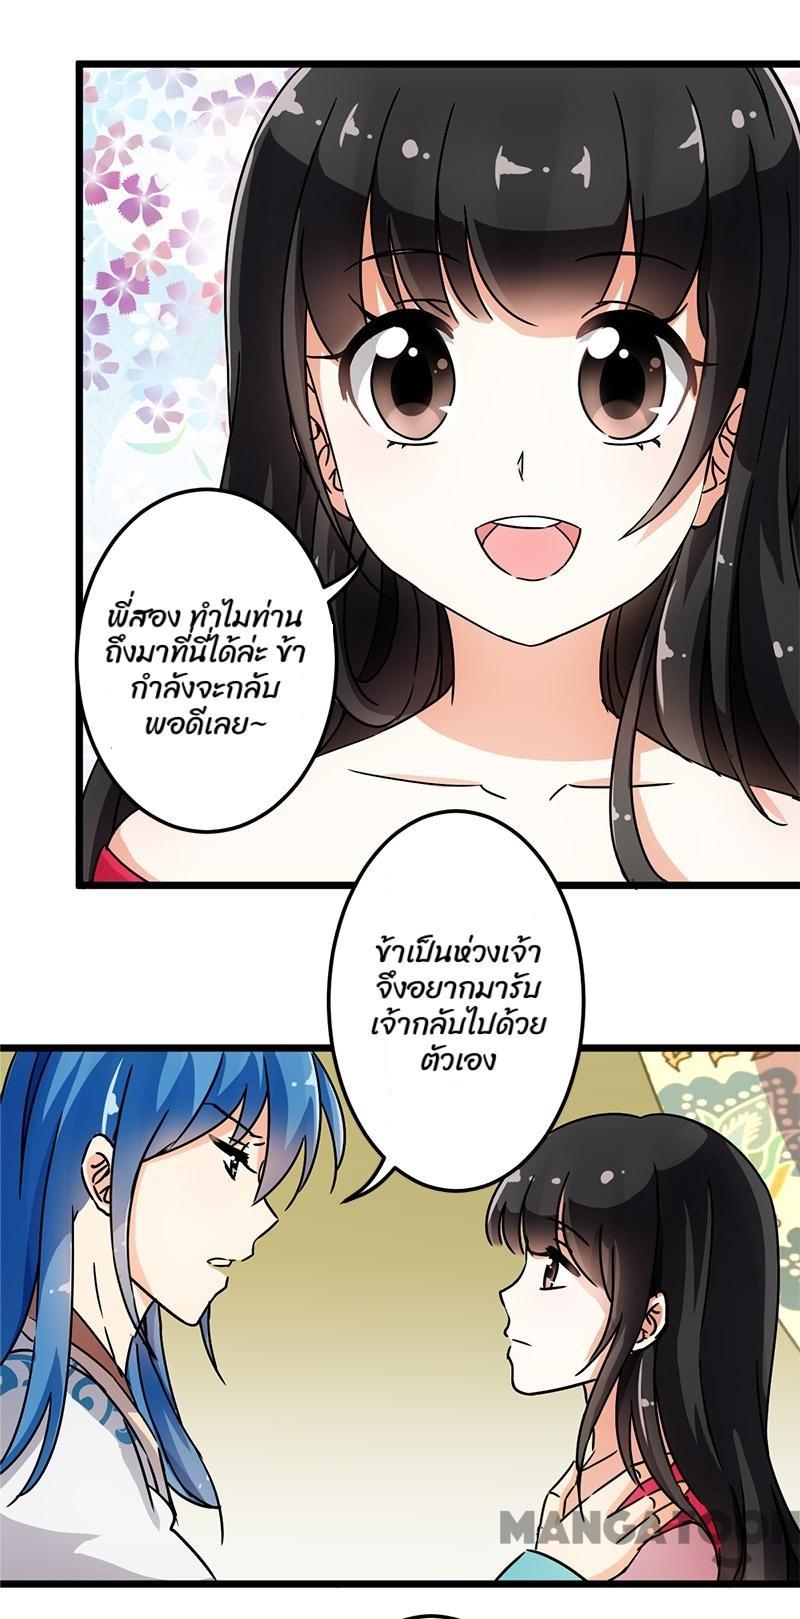 พี่สอง ทำไมท่าน
ถึงมาที่นี่ได้ล่ะ ข้า
กำลังจะกลับ
พอดีเลย~
ข้าเป็นห่วงเจ้า
จึงอยากมารับ
เจ้ากลับไปด้วย
ตัวเอง
MANGATOON